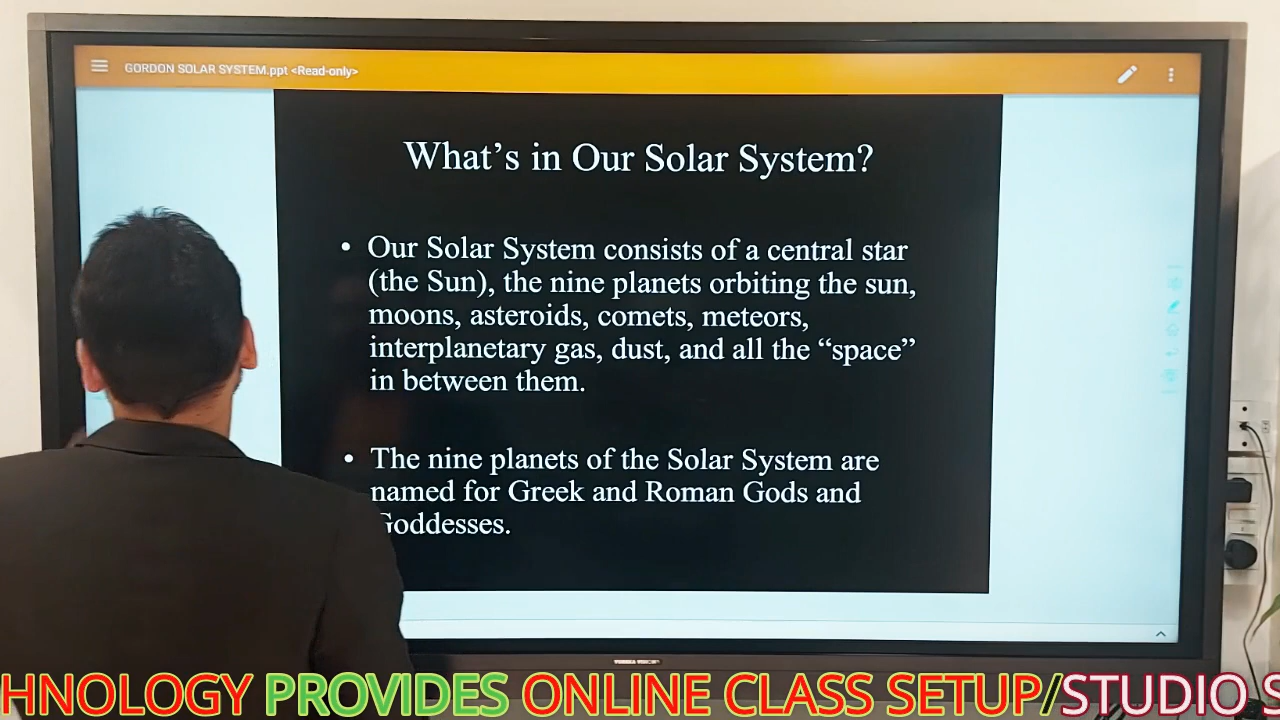 GORDON SOLAR SYSTEM.ppt <Read-only>
What's in Our Solar System?
• Our Solar System consists of a central star
(the Sun), the nine planets orbiting the sun,
moons, asteroids, comets, meteors,
interplanetary gas, dust, and all the “space”
in between them.
• The nine planets of the Solar System are
named for Greek and Roman Gods and
Goddesses.
HNOLOGY PROVIDES ONLINE CLASS SETUP/STUDIO S